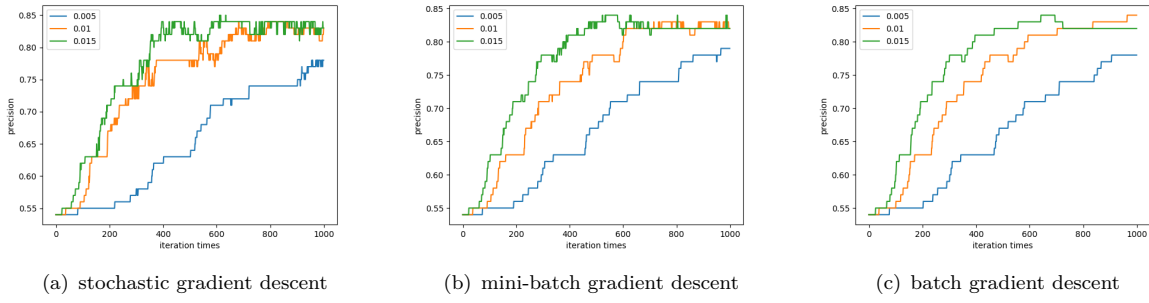 0.85
0.80
0.75
0.70
0.65
0.60
0.55
precision
0.005
0.01
0.015
0 200 400 600 800 1000
iteration times
(a) stochastic gradient descent
0.85
0.80
0.75
0.70
0.65
0.60
0.55
precision
0.005
0.01
0.015
0 200 400 600 800 1000
iteration times
(b) mini-batch gradient descent
0.85
0.80
0.75
0.70
0.65
0.60
0.55
precision
0.005
0.01
0.015
0 200 400 600 800 1000
iteration times
(c) batch gradient descent